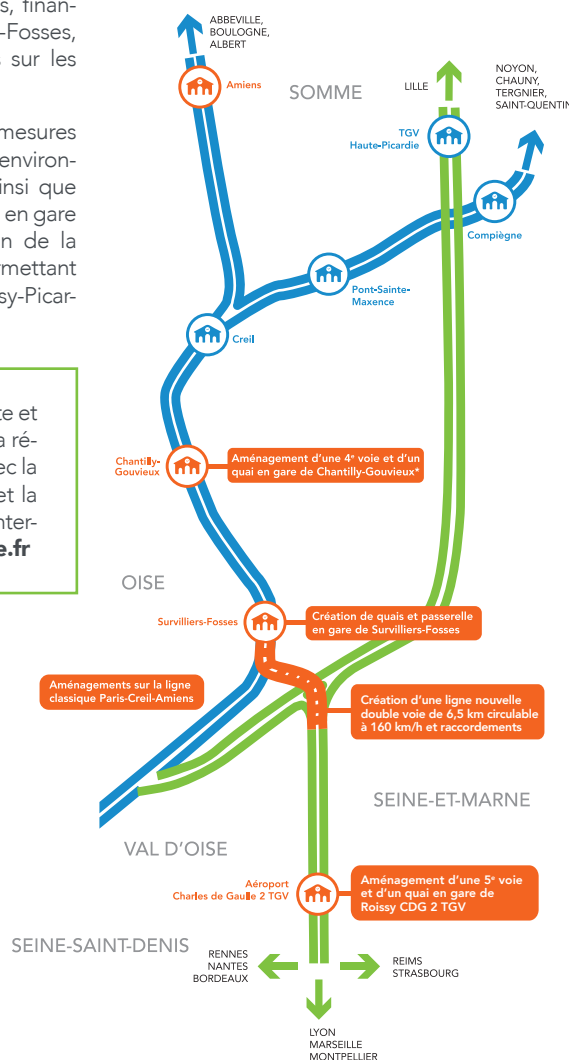 s, finan-
-Fosses,
s sur les
mesures
environ-
insi que
en gare
n de la
rmettant
sy-Picar-
te et
a ré-
ec la
et la
nter-
e.fr
ABBEVILLE,
BOULOGNE,
ALBERT
Amiens
SOMME
LILLE
NOYON,
CHAUNY,
TERGNIER,
SAINT-QUENTIN
TGV
Haute-Picardie
Compiègne
Pont-Sainte-
Maxence
Creil
Chantilly-
Gouvieux
Aménagement d'une 4e voie et d'un
quai en gare de Chantilly-Gouvieux*
OISE
Survilliers-Fosses
Création de quais et passerelle
en gare de Survilliers-Fosses
Aménagements sur la ligne
classique Paris-Creil-Amiens
Création d'une ligne nouvelle
double voie de 6,5 km circulable
à 160 km/h et raccordements
SEINE-ET-MARNE
VAL D'OISE
Aéroport
Charles de Gaulle 2 TGV
Aménagement d'une 5e voie
et d'un quai en gare de
Roissy CDG 2 TGV
SEINE-SAINT-DENIS
RENNES
NANTES
BORDEAUX
REIMS
STRASBOURG
LYON
MARSEILLE
MONTPELLIER